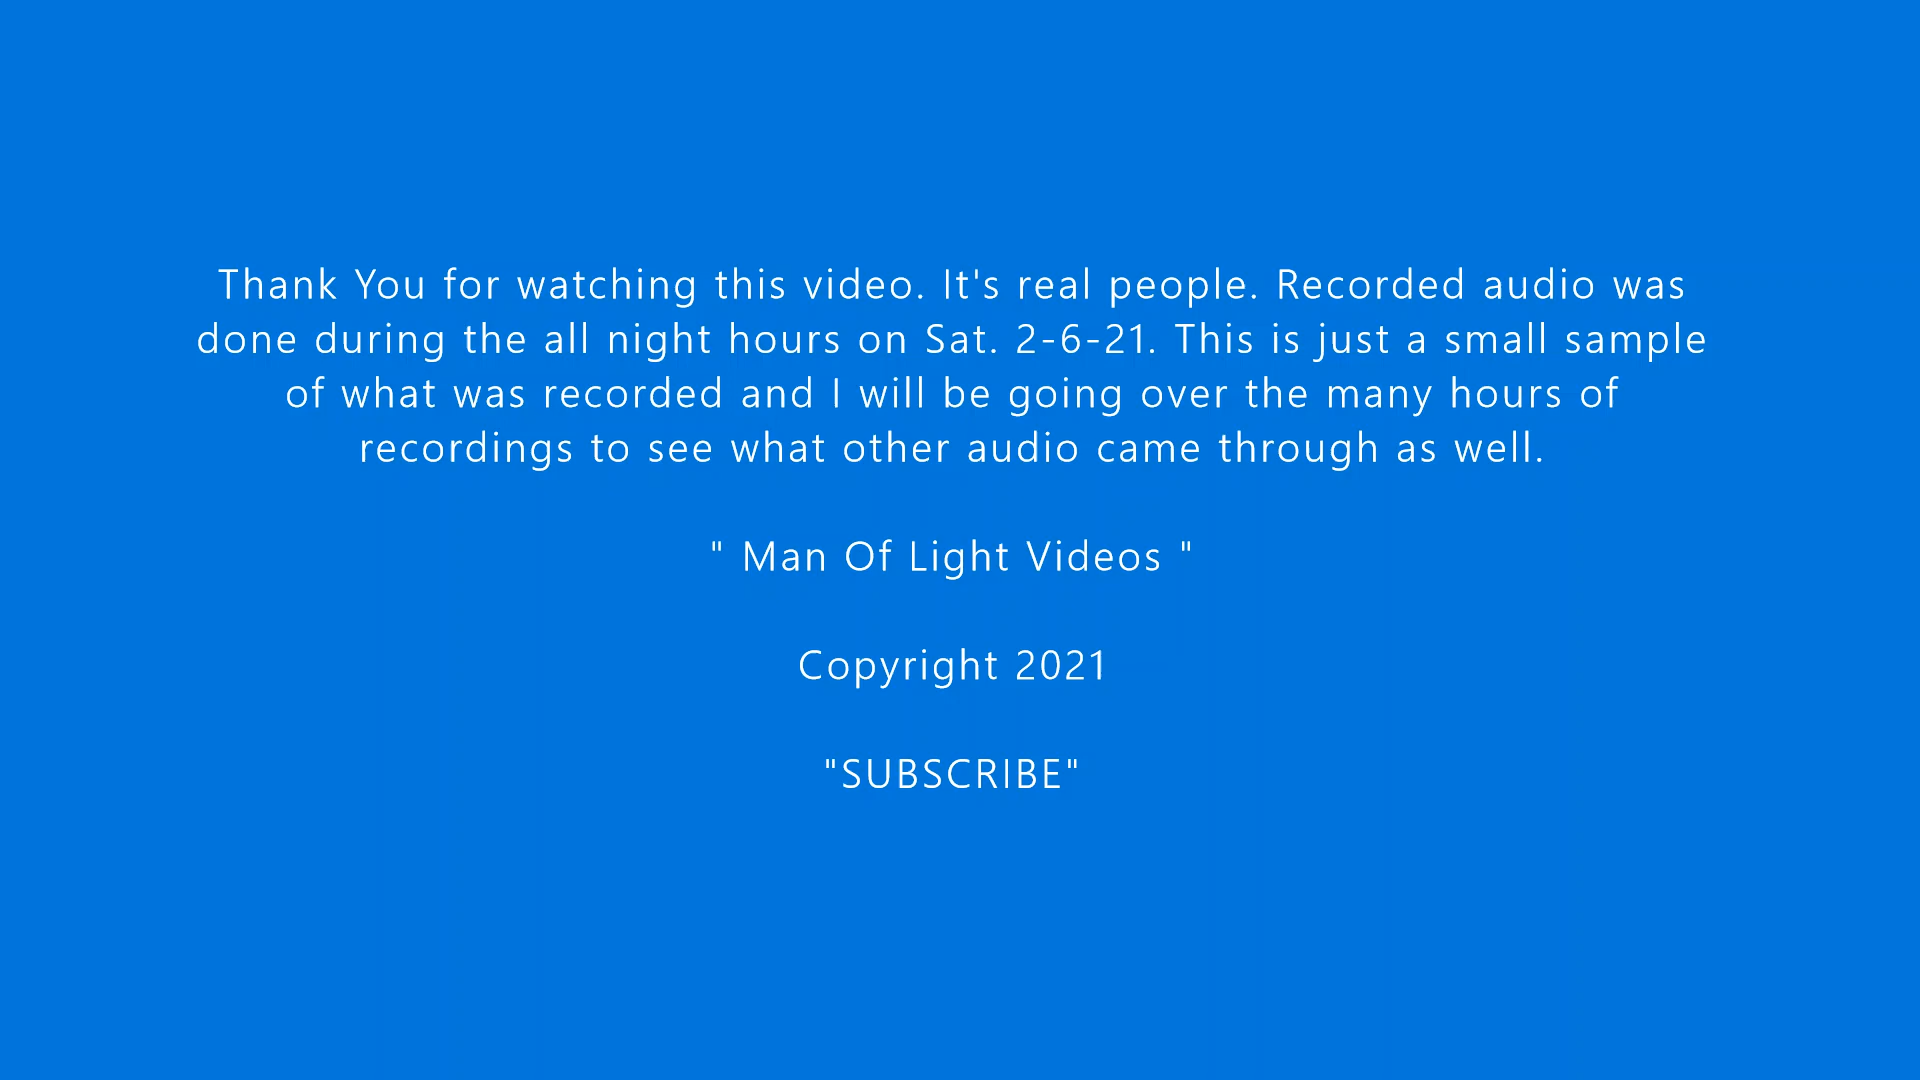 Thank You for watching this video. It's real people. Recorded audio was
done during the all night hours on Sat. 2-6-21. This is just a small sample
of what was recorded and I will be going over the many hours of
recordings to see what other audio came through as well.
" Man Of Light Videos "
Copyright 2021
"SUBSCRIBE"